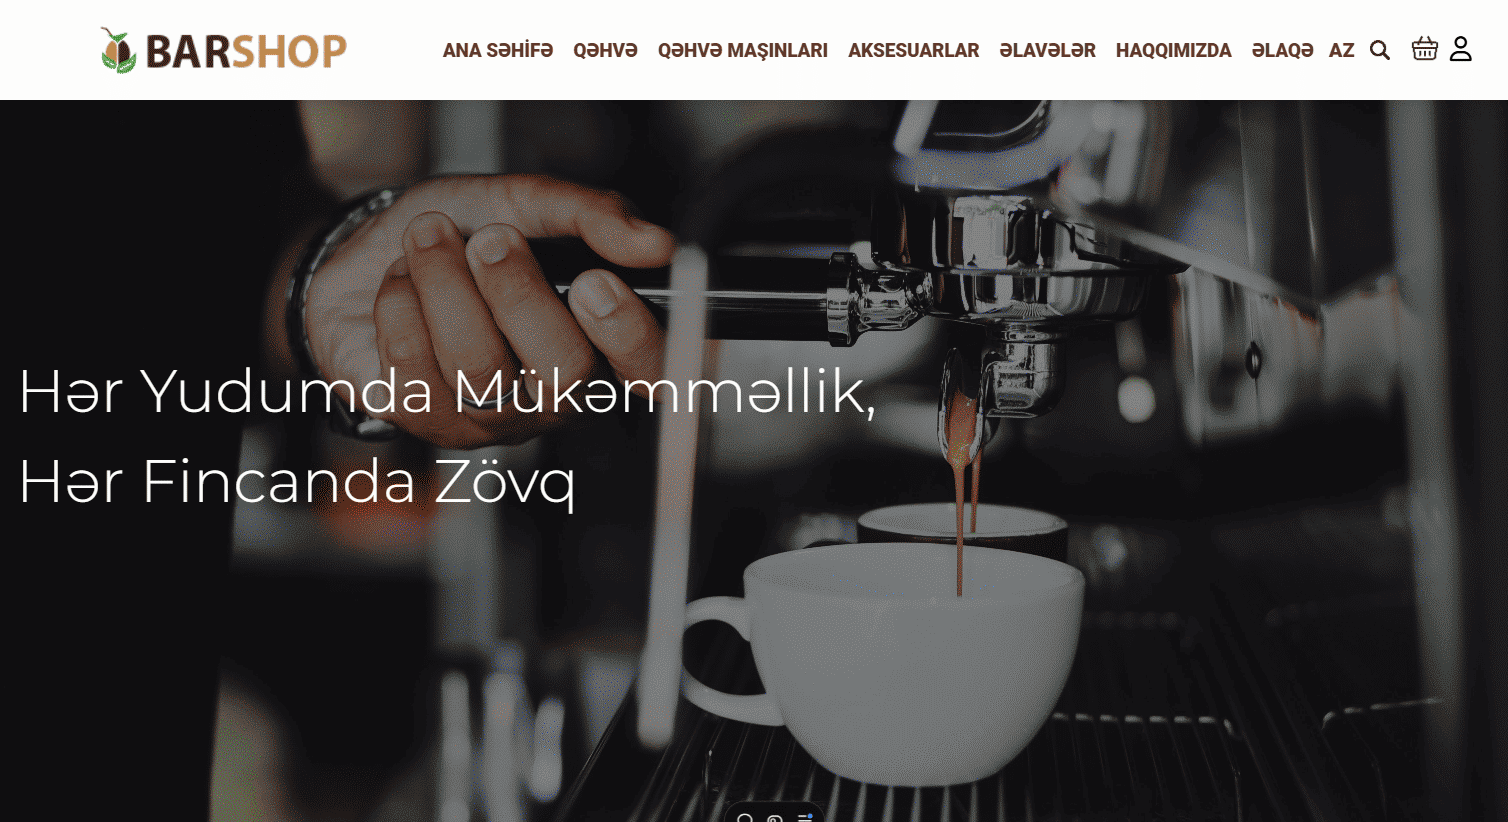 BARSHOP
ANA SƏHİFƏ QƏHVƏ QƏHVƏ MAŞINLARI AKSESUARLAR ƏLAVƏLƏR HAQQIMIZDA ƏLAQƏ AZ
Hər Yudumda Mükəmməllik,
Hər Fincanda Zövq